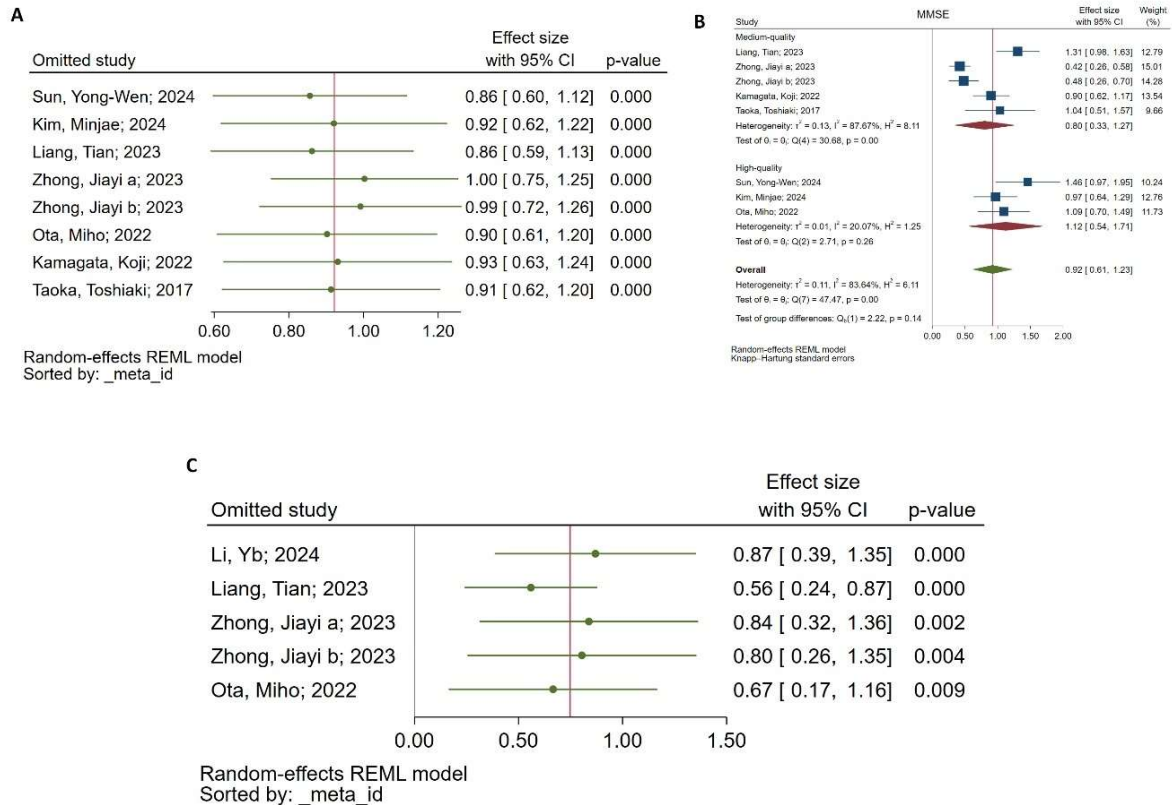 A
Effect size
Omitted study with 95% CI p-value
Sun, Yong-Wen; 2024 0.86 [ 0.60, 1.12] 0.000
Kim, Minjae; 2024 0.92 [ 0.62, 1.22] 0.000
Liang, Tian; 2023 0.86 [ 0.59, 1.13] 0.000
Zhong, Jiayi a; 2023 1.00 [ 0.75, 1.25] 0.000
Zhong, Jiayi b; 2023 0.99 [ 0.72, 1.26] 0.000
Ota, Miho; 2022 0.90 [ 0.61, 1.20] 0.000
Kamagata, Koji; 2022 0.93 [ 0.63, 1.24] 0.000
Taoka, Toshiaki; 2017 0.91 [ 0.62, 1.20] 0.000
0.60 0.80 1.00 1.20
Random-effects REML model
Sorted by: _meta_id
B
MMSE
Effect size Weight
Study with 95% CI (%)
Medium-quality
Liang, Tian; 2023 1.31 [ 0.98, 1.63] 12.79
Zhong, Jiayi a; 2023 0.42 [ 0.26, 0.58] 15.01
Zhong, Jiayi b; 2023 0.48 [ 0.26, 0.70] 14.28
Kamagata, Koji; 2022 0.90 [ 0.62, 1.17] 13.54
Taoka, Toshiaki; 2017 1.04 [ 0.51, 1.57] 9.66
Heterogeneity: τ² = 0.13, I² = 87.67%, H² = 8.11 0.80 [ 0.33, 1.27]
Test of θᵢ = θⱼ: Q(4) = 30.68, p = 0.00
High-quality
Sun, Yong-Wen; 2024 1.46 [ 0.97, 1.95] 10.24
Kim, Minjae; 2024 0.97 [ 0.64, 1.29] 12.76
Ota, Miho; 2022 1.09 [ 0.70, 1.49] 11.73
Heterogeneity: τ² = 0.01, I² = 20.07%, H² = 1.25 1.12 [ 0.54, 1.71]
Test of θᵢ = θⱼ: Q(2) = 2.71, p = 0.26
Overall 0.92 [ 0.61, 1.23]
Heterogeneity: τ² = 0.11, I² = 83.64%, H² = 6.11
Test of θᵢ = θⱼ: Q(7) = 47.47, p = 0.00
Test of group differences: Q_b(1) = 2.22, p = 0.14
0.00 0.50 1.00 1.50 2.00
Random-effects REML model
Knapp–Hartung standard errors
C
Effect size
Omitted study with 95% CI p-value
Li, Yb; 2024 0.87 [ 0.39, 1.35] 0.000
Liang, Tian; 2023 0.56 [ 0.24, 0.87] 0.000
Zhong, Jiayi a; 2023 0.84 [ 0.32, 1.36] 0.002
Zhong, Jiayi b; 2023 0.80 [ 0.26, 1.35] 0.004
Ota, Miho; 2022 0.67 [ 0.17, 1.16] 0.009
0.00 0.50 1.00 1.50
Random-effects REML model
Sorted by: _meta_id